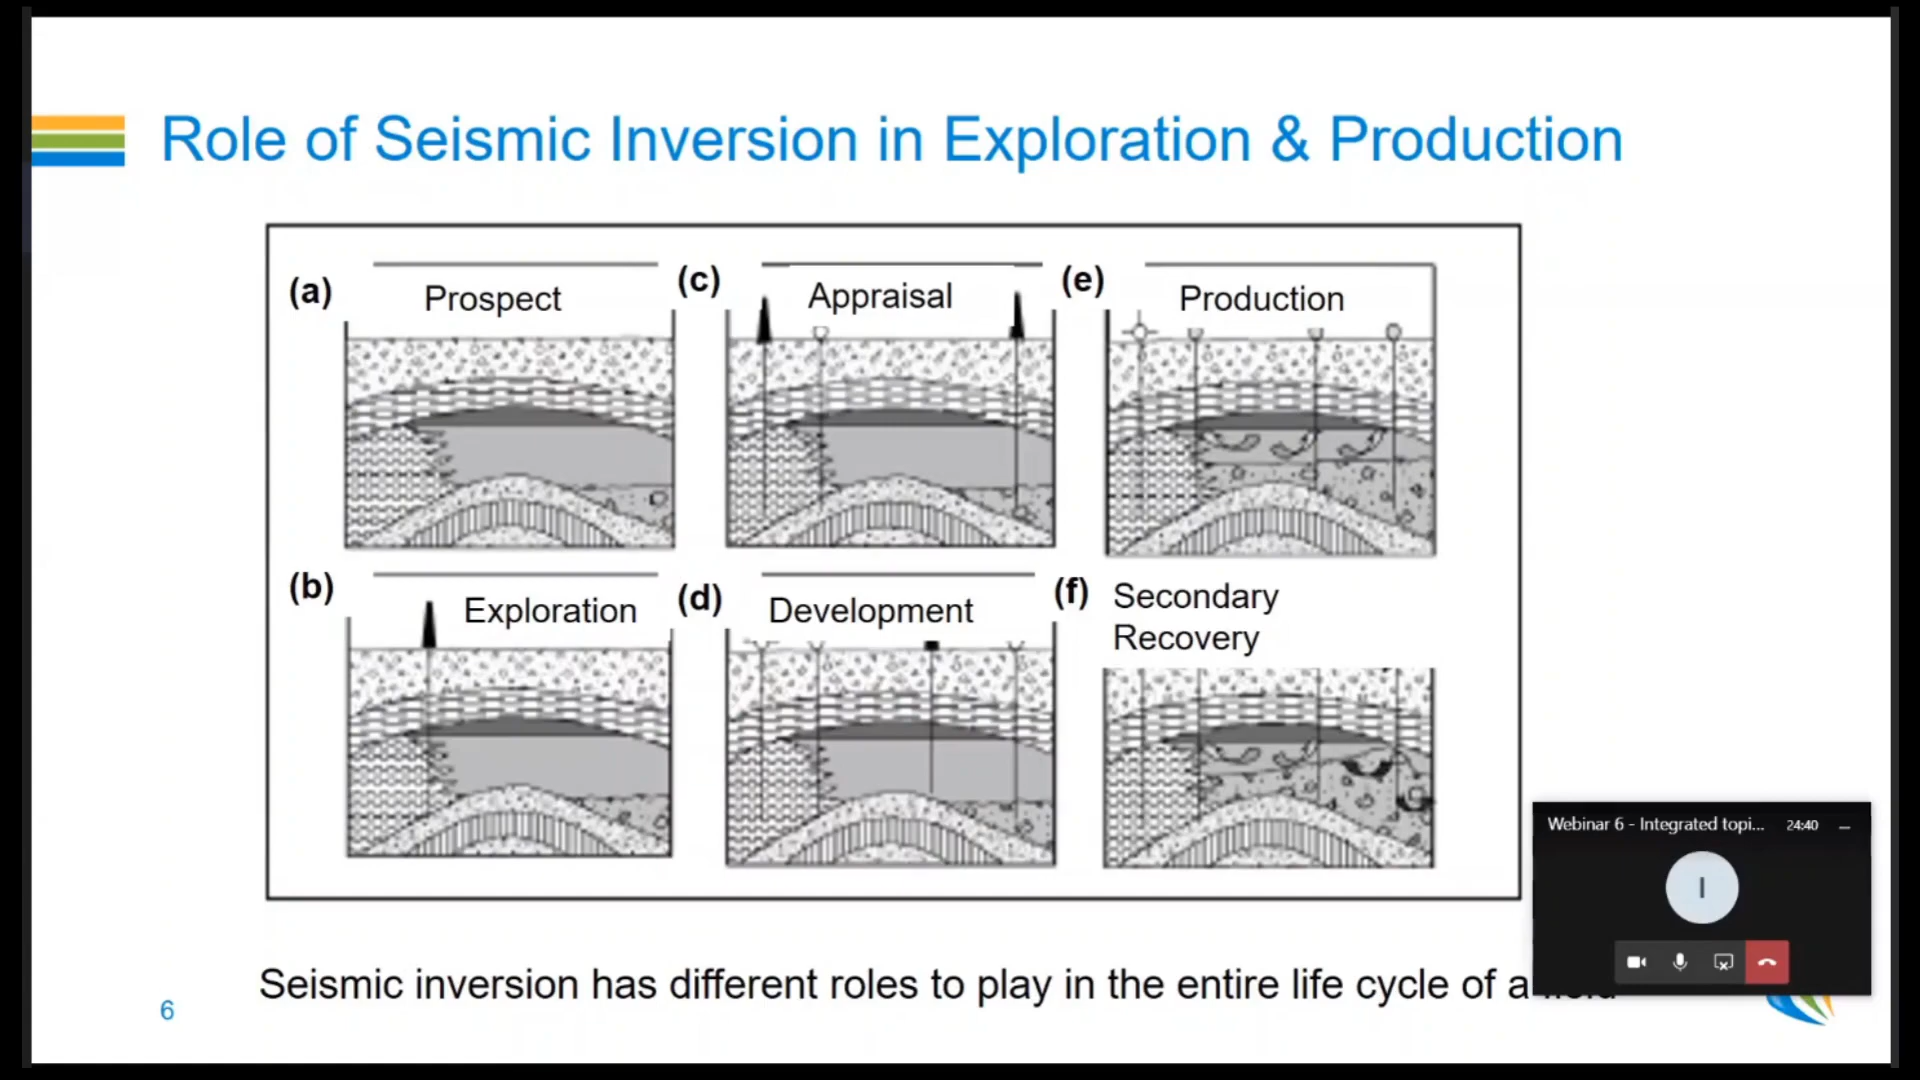 Role of Seismic Inversion in Exploration & Production
(a) Prospect
(c) Appraisal
(e) Production
(b) Exploration
(d) Development
(f) Secondary
Recovery
Webinar 6 - Integrated topi... 24:40
I
Seismic inversion has different roles to play in the entire life cycle of a
6